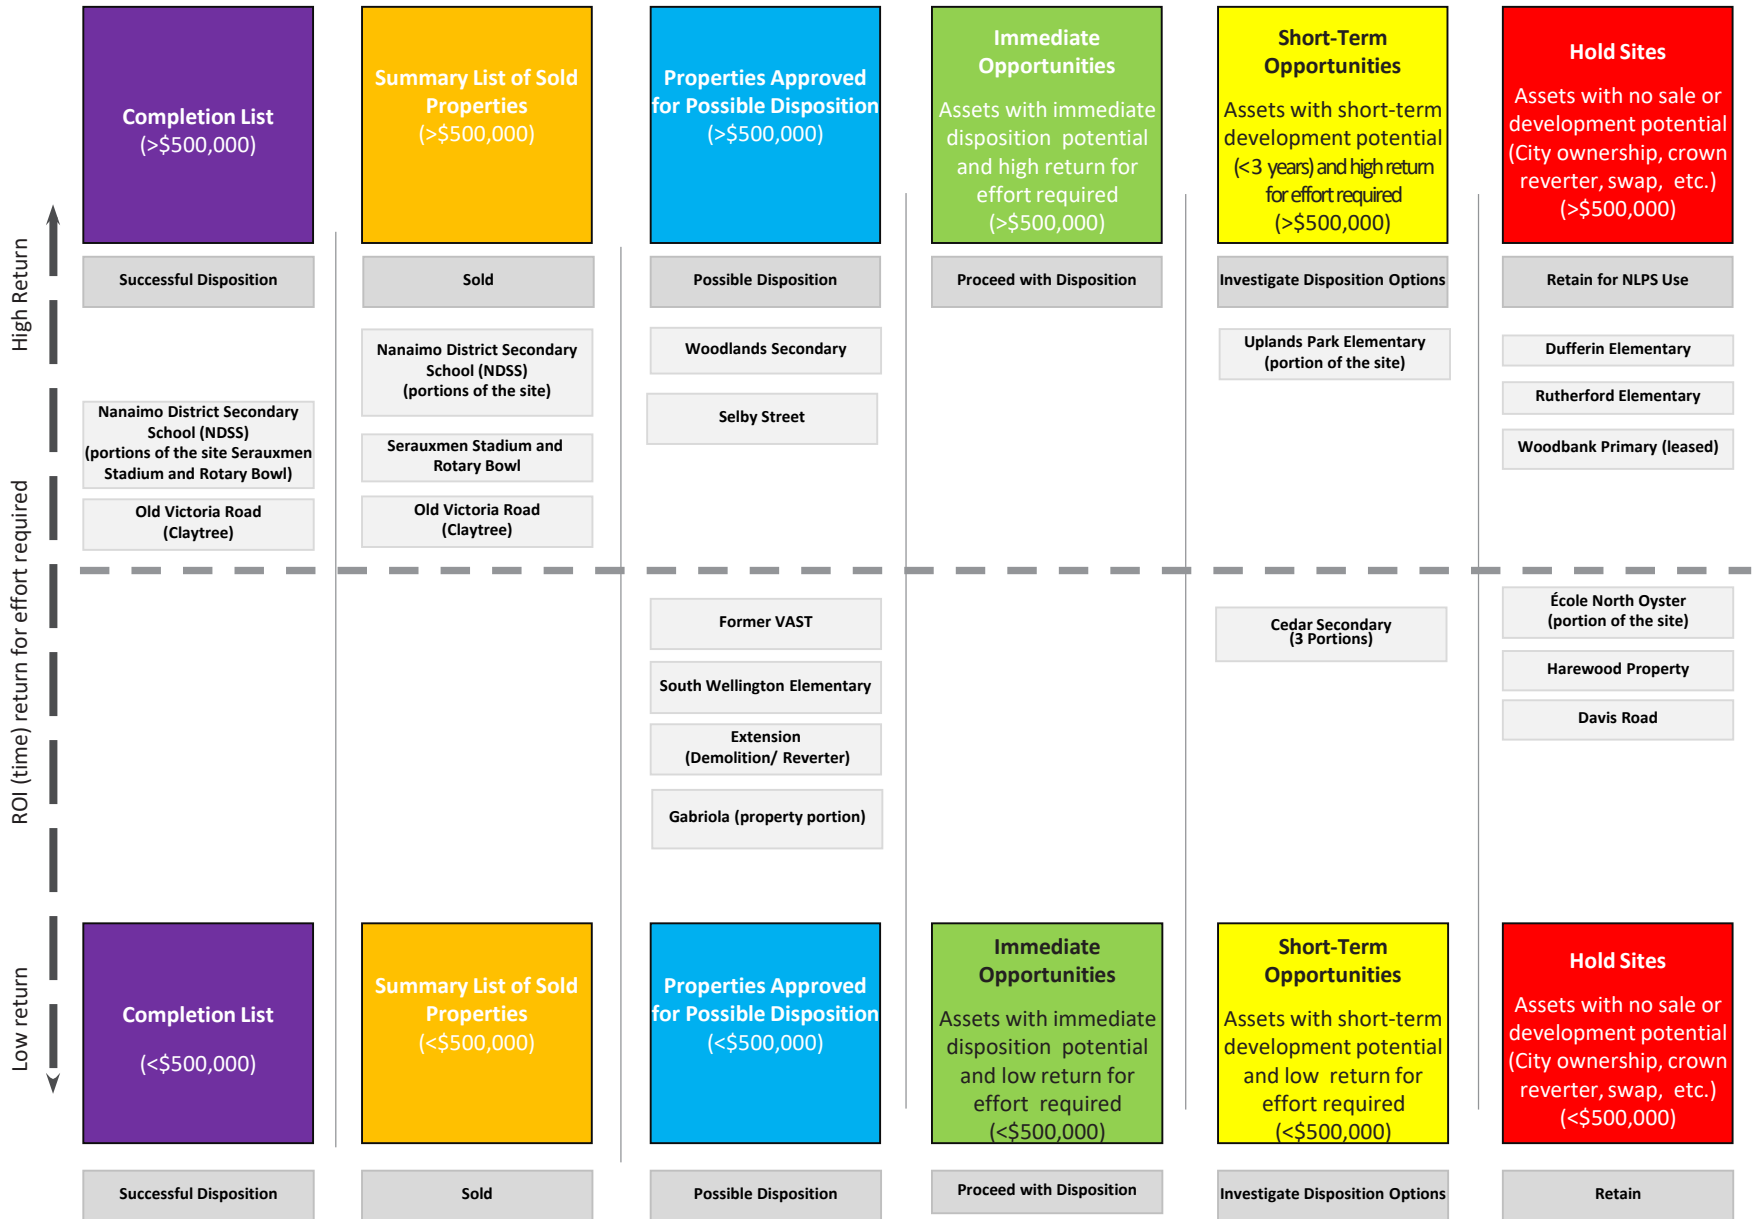 Completion List
(>$500,000)
Summary List of Sold
Properties
(>$500,000)
Properties Approved
for Possible Disposition
(>$500,000)
Immediate
Opportunities
Assets with immediate
disposition potential
and high return for
effort required
(>$500,000)
Short-Term
Opportunities
Assets with short-term
development potential
(<3 years) and high return
for effort required
(>$500,000)
Hold Sites
Assets with no sale or
development potential
(City ownership, crown
reverter, swap, etc.)
(>$500,000)
Successful Disposition
Sold
Possible Disposition
Proceed with Disposition
Investigate Disposition Options
Retain for NLPS Use
High Return
ROI (time) return for effort required
Low return
Nanaimo District Secondary
School (NDSS)
(portions of the site Serauxmen
Stadium and Rotary Bowl)
Old Victoria Road
(Claytree)
Nanaimo District Secondary
School (NDSS)
(portions of the site)
Serauxmen Stadium and
Rotary Bowl
Old Victoria Road
(Claytree)
Woodlands Secondary
Selby Street
Uplands Park Elementary
(portion of the site)
Dufferin Elementary
Rutherford Elementary
Woodbank Primary (leased)
Former VAST
South Wellington Elementary
Extension
(Demolition/ Reverter)
Gabriola (property portion)
Cedar Secondary
(3 Portions)
École North Oyster
(portion of the site)
Harewood Property
Davis Road
Completion List
(<$500,000)
Summary List of Sold
Properties
(<$500,000)
Properties Approved
for Possible Disposition
(<$500,000)
Immediate
Opportunities
Assets with immediate
disposition potential
and low return for
effort required
(<$500,000)
Short-Term
Opportunities
Assets with short-term
development potential
and low return for
effort required
(<$500,000)
Hold Sites
Assets with no sale or
development potential
(City ownership, crown
reverter, swap, etc.)
(<$500,000)
Successful Disposition
Sold
Possible Disposition
Proceed with Disposition
Investigate Disposition Options
Retain